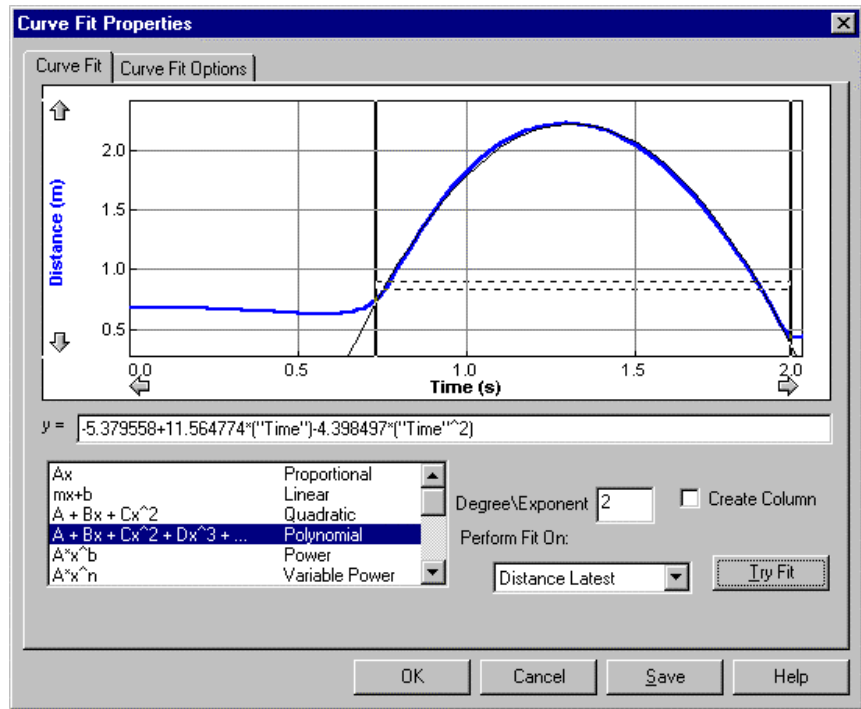 Curve Fit Properties
Curve Fit
Curve Fit Options
Distance (m)
2.0
1.5
1.0
0.5
0.0 0.5 1.0 1.5 2.0
Time (s)
y = -5.379558+11.564774*("Time")-4.398497*("Time"^2)
Ax Proportional
mx+b Linear
A + Bx + Cx^2 Quadratic
A + Bx + Cx^2 + Dx^3 + ... Polynomial
A*x^b Power
A*x^n Variable Power
Degree\Exponent 2
Create Column
Perform Fit On:
Distance Latest
Try Fit
OK Cancel Save Help